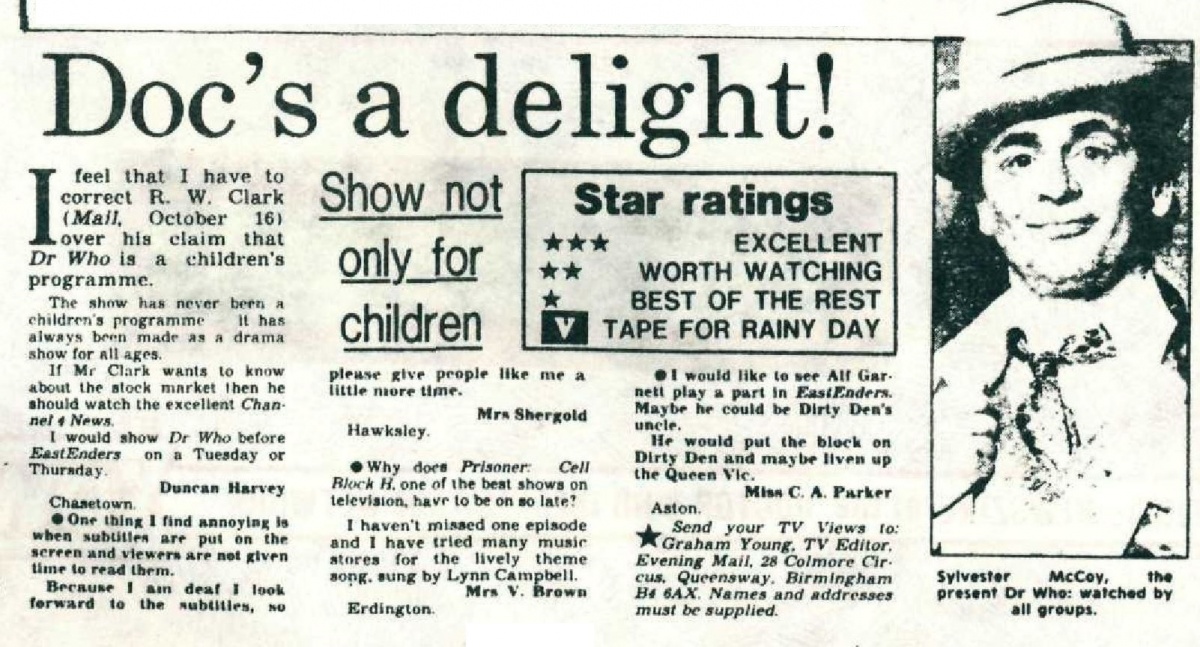 Doc's a delight!
I feel that I have to
correct R. W. Clark
(Mail, October 16)
over his claim that
Dr Who is a children's
programme.
The show has never been a
children's programme It has
always been made as a drama
show for all ages.
If Mr Clark wants to know
about the stock market then he
should watch the excellent Chan-
nel 4 News.
I would show Dr Who before
EastEnders on a Tuesday or
Thursday.
Duncan Harvey
Chasetown.
●One thing I find annoying is
when subtitles are put on the
screen and viewers are not given
time to read them.
Because I am deaf I look
forward to the subtitles, so
Show not
only for
children
please give people like me a
little more time.
Mrs Shergold
Hawksley.
●Why does Prisoner: Cell
Block H, one of the best shows on
television, have to be on so late?
I haven't missed one episode
and I have tried many music
stores for the lively theme
song, sung by Lynn Campbell.
Mrs V. Brown
Erdington.
Star ratings
★★★ EXCELLENT
★★ WORTH WATCHING
★ BEST OF THE REST
V TAPE FOR RAINY DAY
●I would like to see Alf Gar-
nett play a part in EastEnders.
Maybe he could be Dirty Den's
uncle.
He would put the block on
Dirty Den and maybe liven up
the Queen Vic.
Miss C. A. Parker
Aston.
★ Send your TV Views to:
Graham Young, TV Editor,
Evening Mail, 28 Colmore Cir-
cus, Queensway, Birmingham
B4 6AX. Names and addresses
must be supplied.
Sylvester McCoy, the
present Dr Who: watched by
all groups.